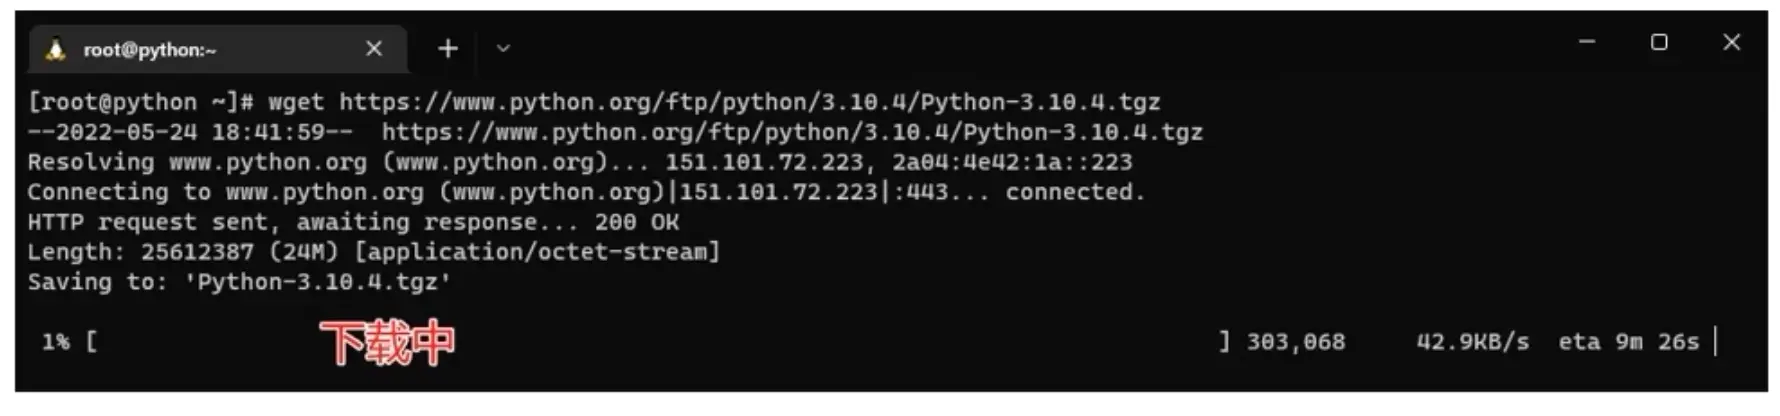 root@python:~
[root@python ~]# wget https://www.python.org/ftp/python/3.10.4/Python-3.10.4.tgz
--2022-05-24 18:41:59--  https://www.python.org/ftp/python/3.10.4/Python-3.10.4.tgz
Resolving www.python.org (www.python.org)... 151.101.72.223, 2a04:4e42:1a::223
Connecting to www.python.org (www.python.org)|151.101.72.223|:443... connected.
HTTP request sent, awaiting response... 200 OK
Length: 25612387 (24M) [application/octet-stream]
Saving to: 'Python-3.10.4.tgz'
1% [ 下载中 ] 303,068 42.9KB/s eta 9m 26s